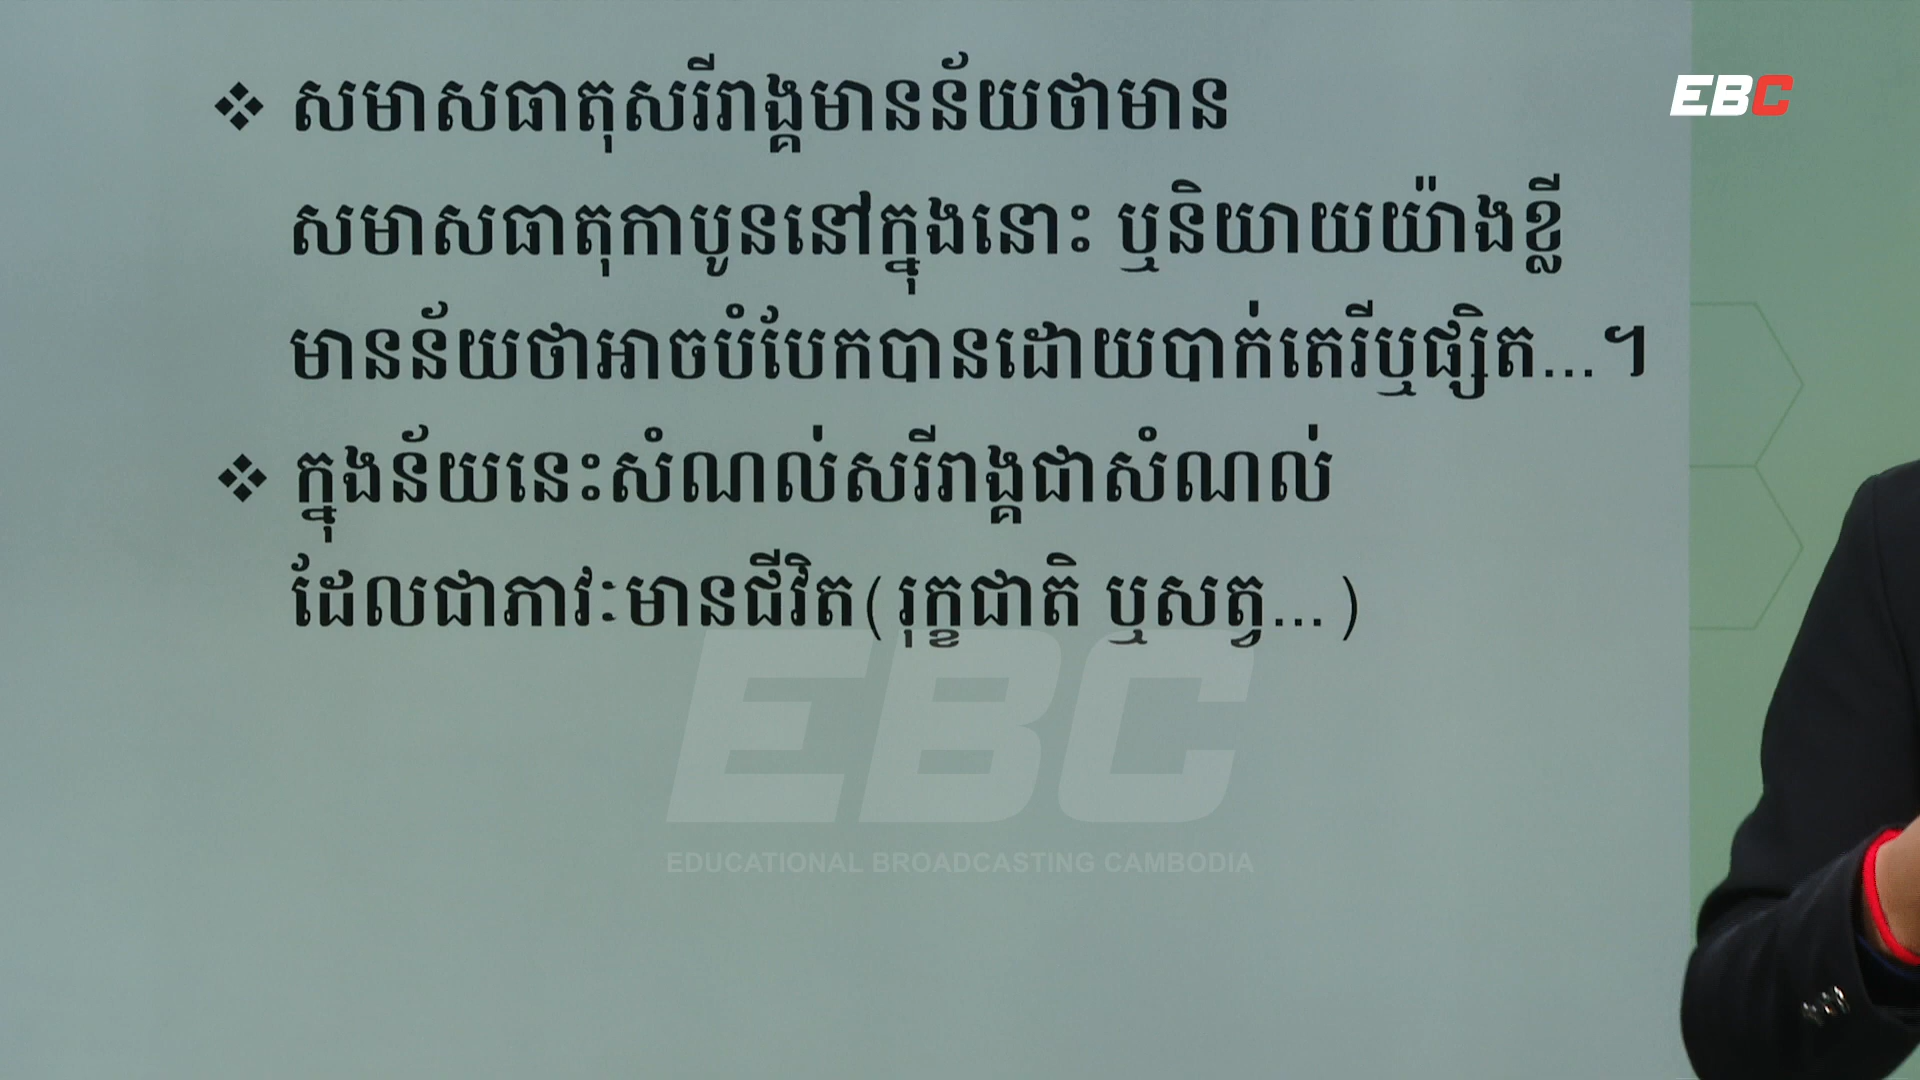 EBC
❖ សមាសធាតុសរីរាង្គមានន័យថាមាន
សមាសធាតុកាបូននៅក្នុងនោះ ឬនិយាយយ៉ាងខ្លី
មានន័យថាអាចបំបែកបានដោយបាក់តេរីឬផ្សិត...។
❖ ក្នុងន័យនេះសំណល់សរីរាង្គជាសំណល់
ដែលជាភាវៈមានជីវិត(រុក្ខជាតិ ឬសត្វ...)
EBC
EDUCATIONAL BROADCASTING CAMBODIA